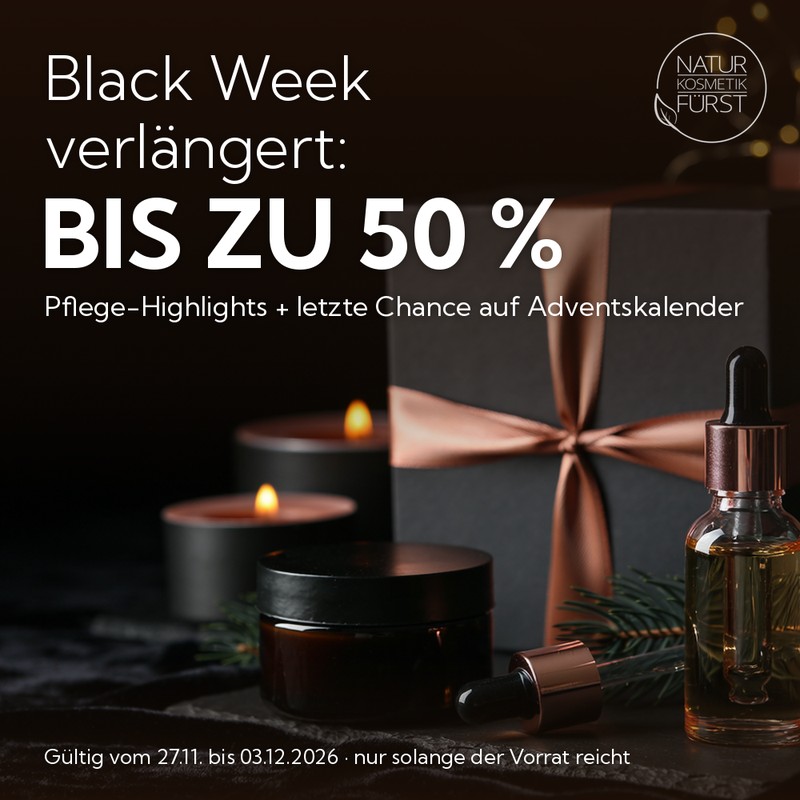 Black Week
verlängert:
BIS ZU 50 %
Pflege-Highlights + letzte Chance auf Adventskalender
NATUR
KOSMETIK
FÜRST
Gültig vom 27.11. bis 03.12.2026 · nur solange der Vorrat reicht